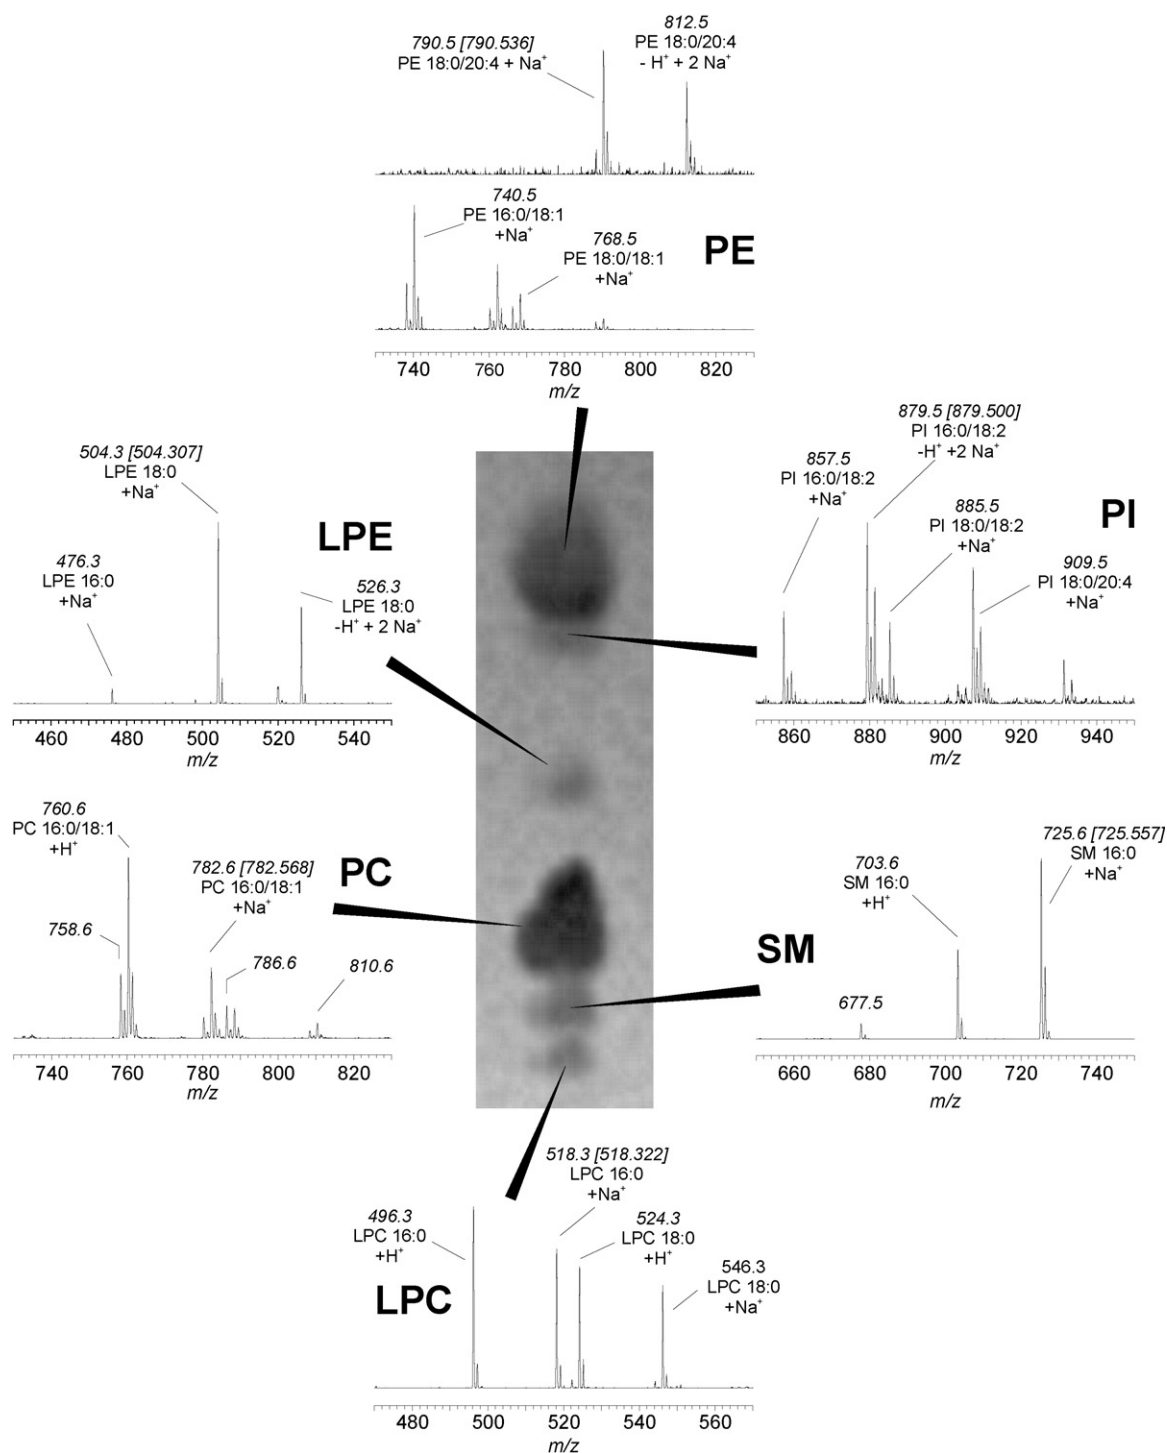 790.5 [790.536]
PE 18:0/20:4 + Na⁺
812.5
PE 18:0/20:4
- H⁺ + 2 Na⁺
740.5
PE 16:0/18:1
+Na⁺
768.5
PE 18:0/18:1
+Na⁺
PE
740 760 780 800 820
m/z
504.3 [504.307]
LPE 18:0
+Na⁺
476.3
LPE 16:0
+Na⁺
LPE
526.3
LPE 18:0
-H⁺ + 2 Na⁺
460 480 500 520 540
m/z
879.5 [879.500]
PI 16:0/18:2
-H⁺ +2 Na⁺
857.5
PI 16:0/18:2
+Na⁺
885.5
PI 18:0/18:2
+Na⁺
PI
909.5
PI 18:0/20:4
+Na⁺
860 880 900 920 940
m/z
760.6
PC 16:0/18:1
+H⁺
782.6 [782.568]
PC 16:0/18:1
+Na⁺
PC
758.6
786.6
810.6
740 760 780 800 820
m/z
725.6 [725.557]
SM 16:0
+Na⁺
703.6
SM 16:0
+H⁺
SM
677.5
660 680 700 720 740
m/z
518.3 [518.322]
LPC 16:0
+Na⁺
496.3
LPC 16:0
+H⁺
524.3
LPC 18:0
+H⁺
546.3
LPC 18:0
+Na⁺
LPC
480 500 520 540 560
m/z